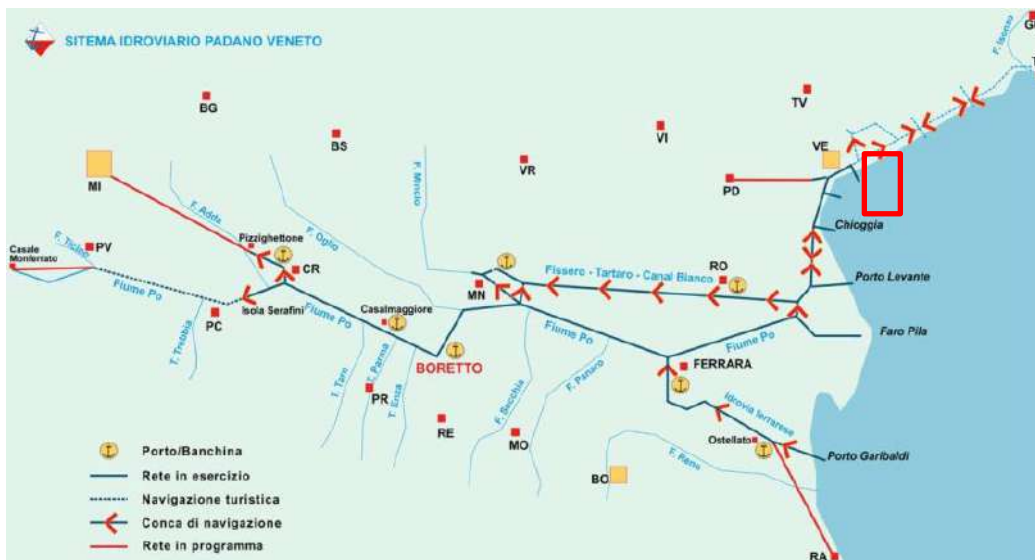 SITEMA IDROVIARIO PADANO VENETO
F. Isonzo
BG
TV
BS
VI
VE
VR
MI
PD
F. Mincio
F. Adda
F. Oglio
Chioggia
Pizzighettone
F. Ticino
PV
Casale
Monferrato
CR
Fissero - Tartaro - Canal Bianco
RO
MN
Porto Levante
Fiume Po
Isola Serafini
Fiume Po
Casalmaggiore
PC
Faro Pila
Fiume Po
Fiume Po
T. Trebbia
BORETTO
FERRARA
T. Taro
T. Parma
T. Enza
F. Secchia
F. Panaro
PR
Idrovia ferrarese
RE
MO
Ostellato
Porto Garibaldi
BO
F. Reno
Porto/Banchina
Rete in esercizio
Navigazione turistica
Conca di navigazione
Rete in programma
RA